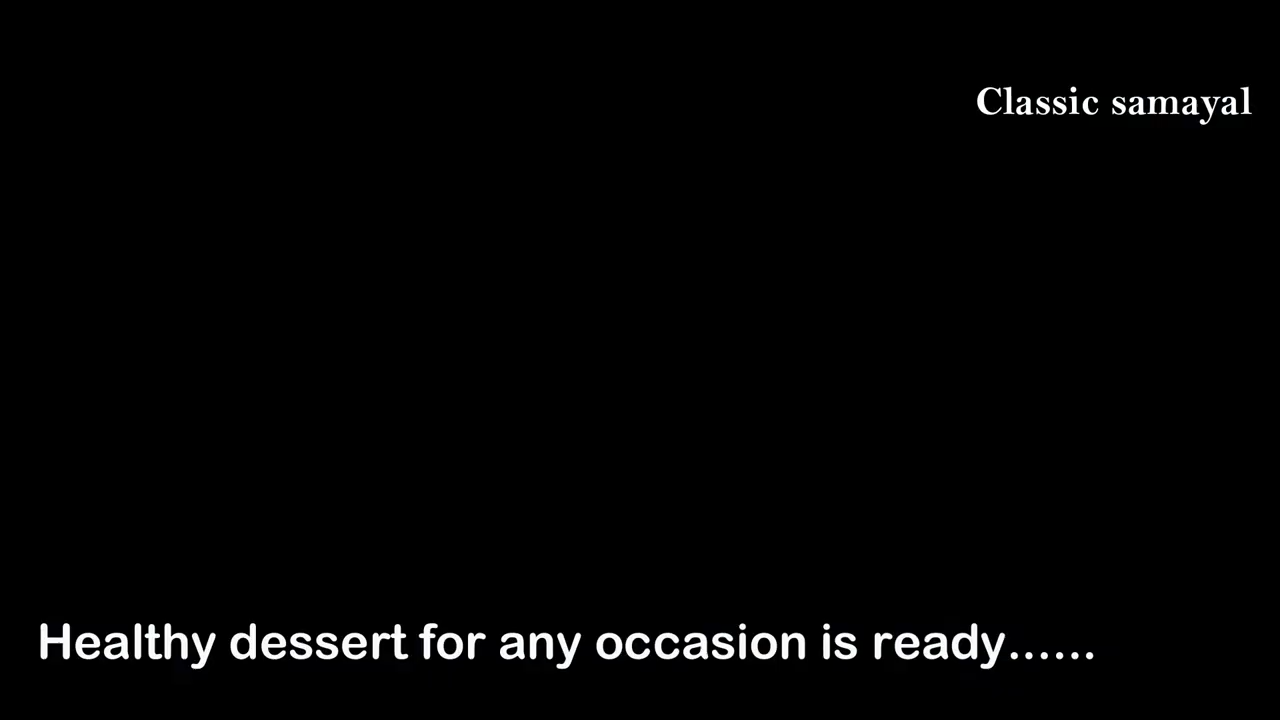 Classic samayal
Healthy dessert for any occasion is ready......